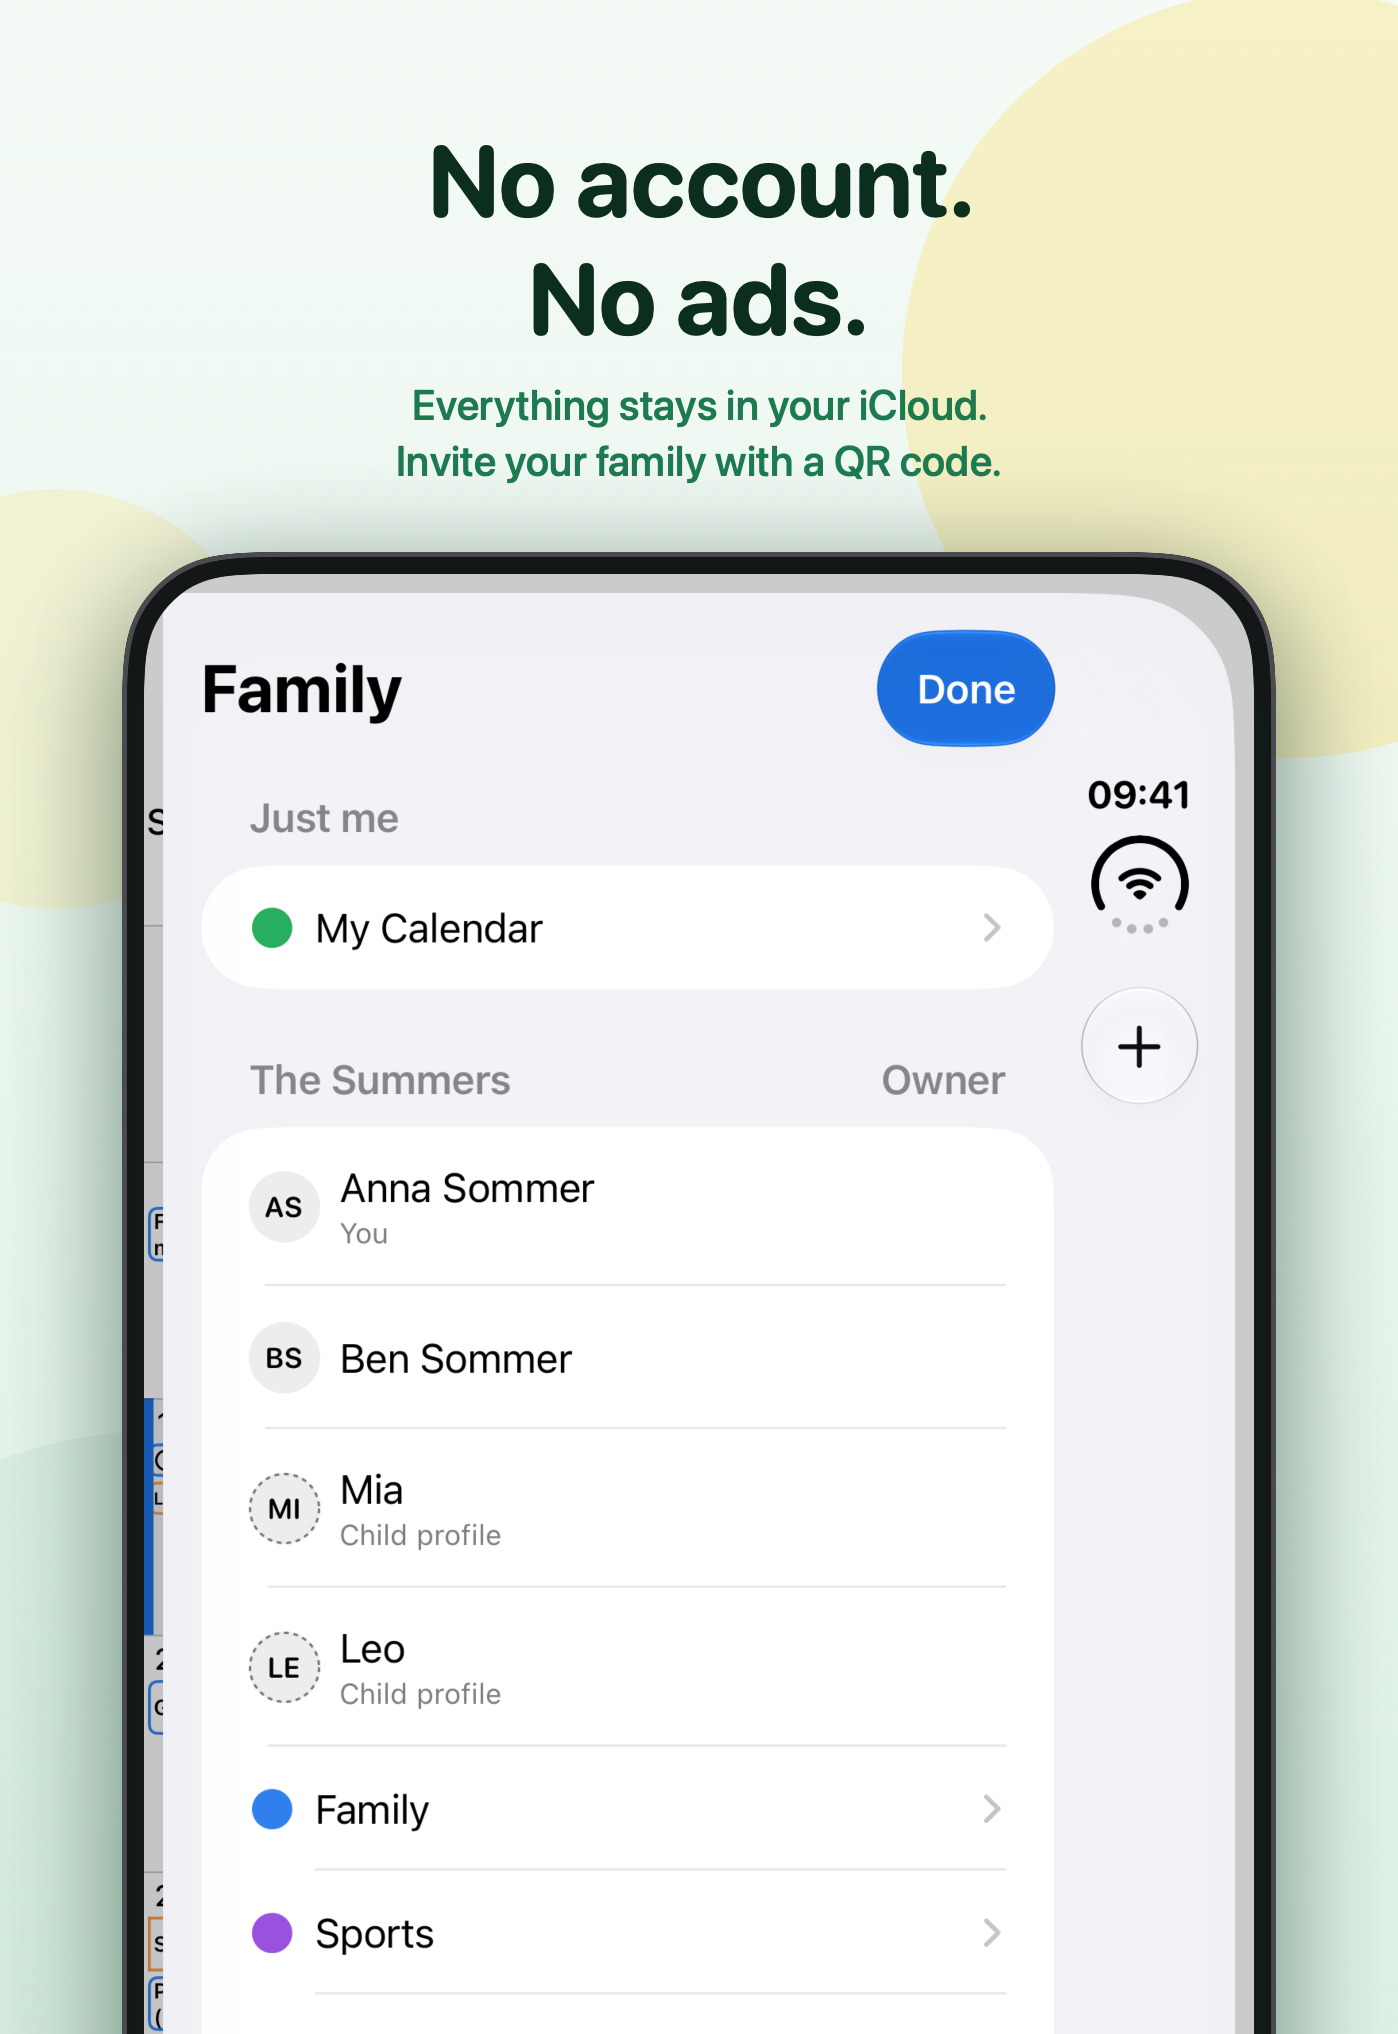 No account.
No ads.
Everything stays in your iCloud.
Invite your family with a QR code.
Family
Done
09:41
Just me
My Calendar
The Summers
Owner
AS
Anna Sommer
You
BS
Ben Sommer
MI
Mia
Child profile
LE
Leo
Child profile
Family
Sports